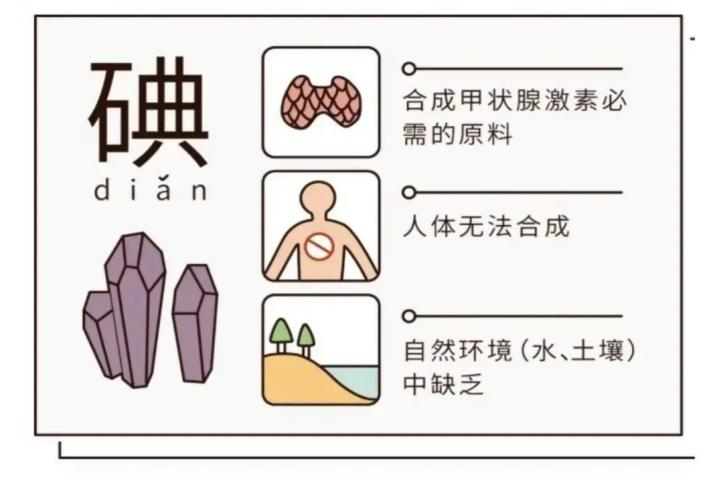 碘
diǎn
合成甲状腺激素必
需的原料
人体无法合成
自然环境（水、土壤）
中缺乏